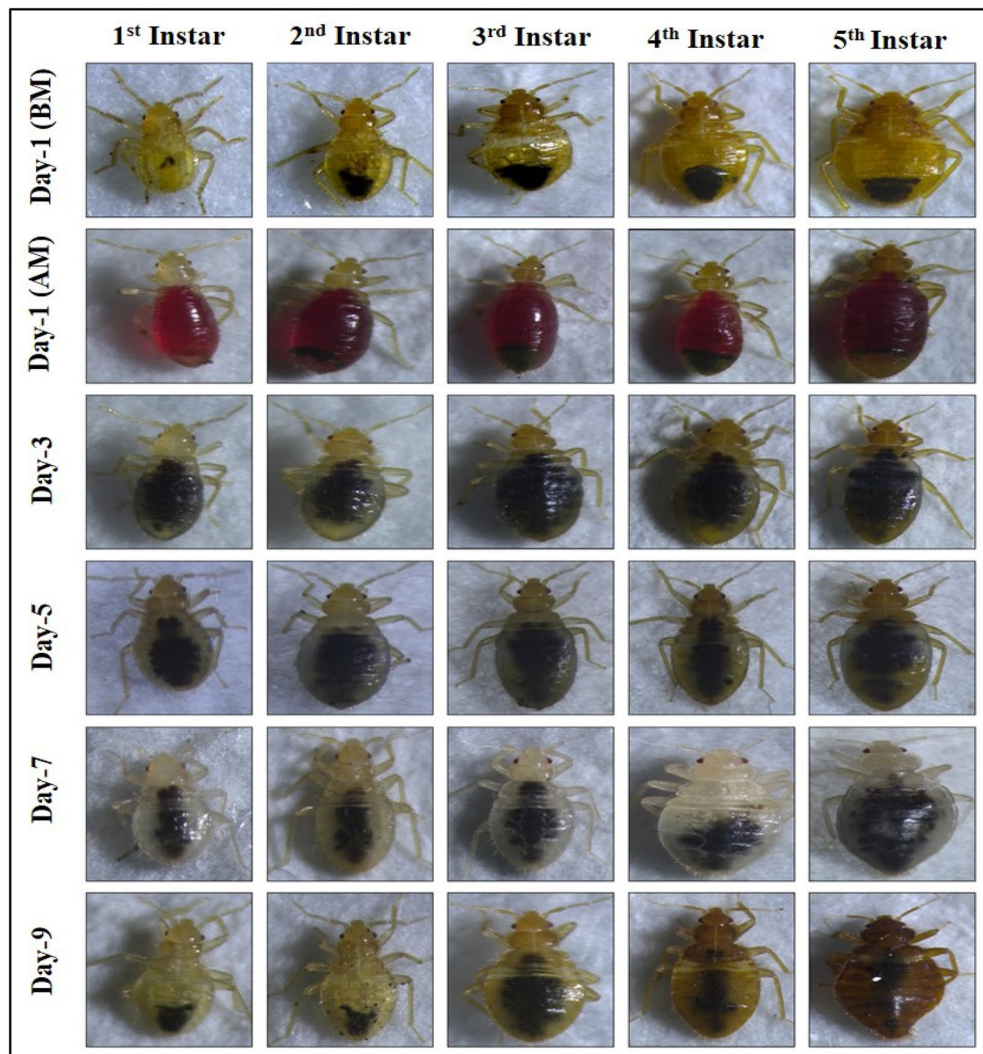 1st Instar 2nd Instar 3rd Instar 4th Instar 5th Instar
Day-1 (BM)
Day-1 (AM)
Day-3
Day-5
Day-7
Day-9